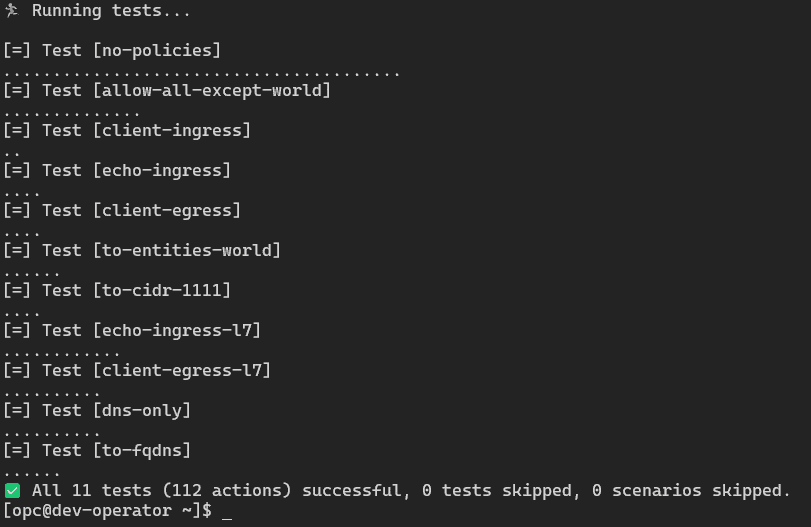 🏃 Running tests...
[=] Test [no-policies]
........................................
[=] Test [allow-all-except-world]
..............
[=] Test [client-ingress]
..
[=] Test [echo-ingress]
....
[=] Test [client-egress]
....
[=] Test [to-entities-world]
......
[=] Test [to-cidr-1111]
....
[=] Test [echo-ingress-l7]
............
[=] Test [client-egress-l7]
..........
[=] Test [dns-only]
..........
[=] Test [to-fqdns]
......
✅ All 11 tests (112 actions) successful, 0 tests skipped, 0 scenarios skipped.
[opc@dev-operator ~]$ _